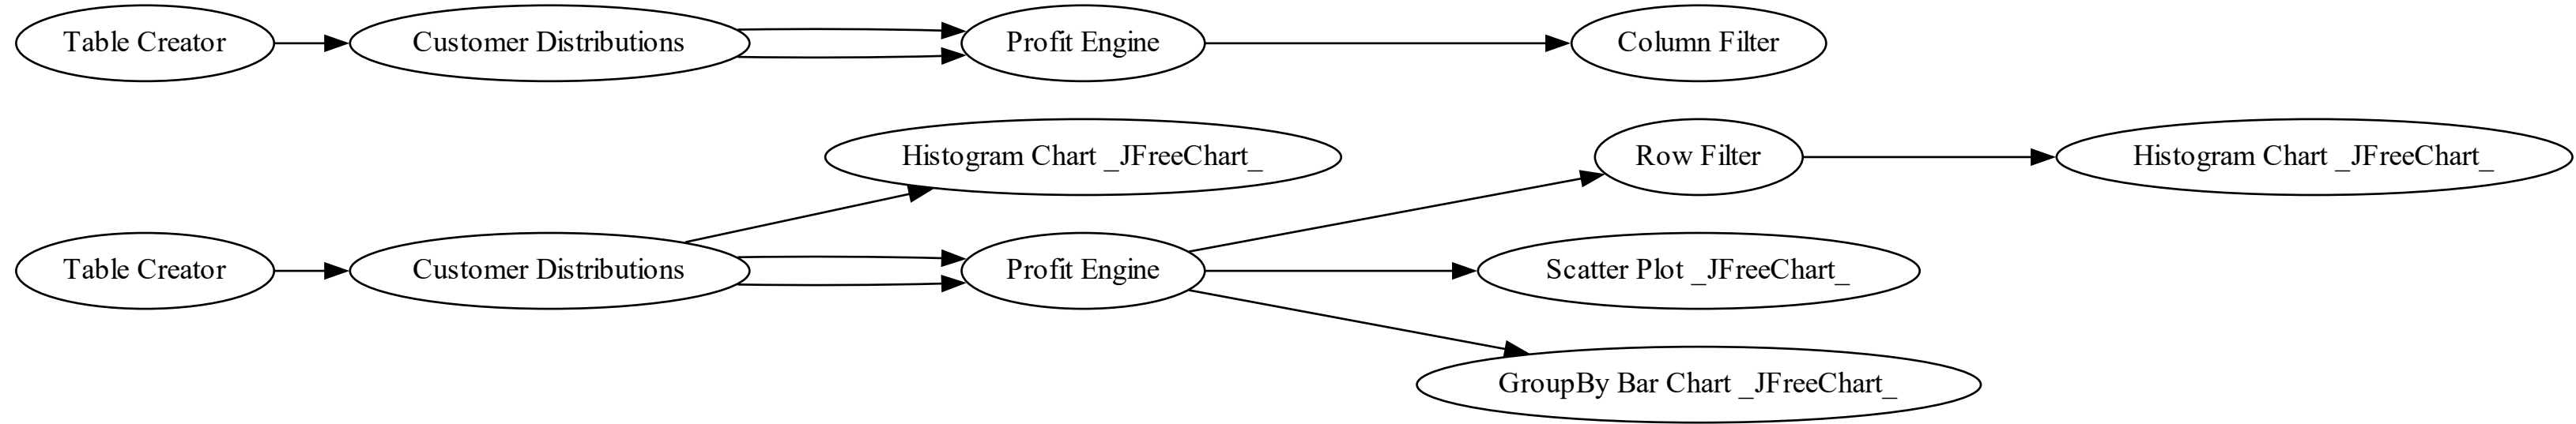 Table Creator
Customer Distributions
Profit Engine
Column Filter
Histogram Chart _JFreeChart_
Row Filter
Histogram Chart _JFreeChart_
Table Creator
Customer Distributions
Profit Engine
Scatter Plot _JFreeChart_
GroupBy Bar Chart _JFreeChart_